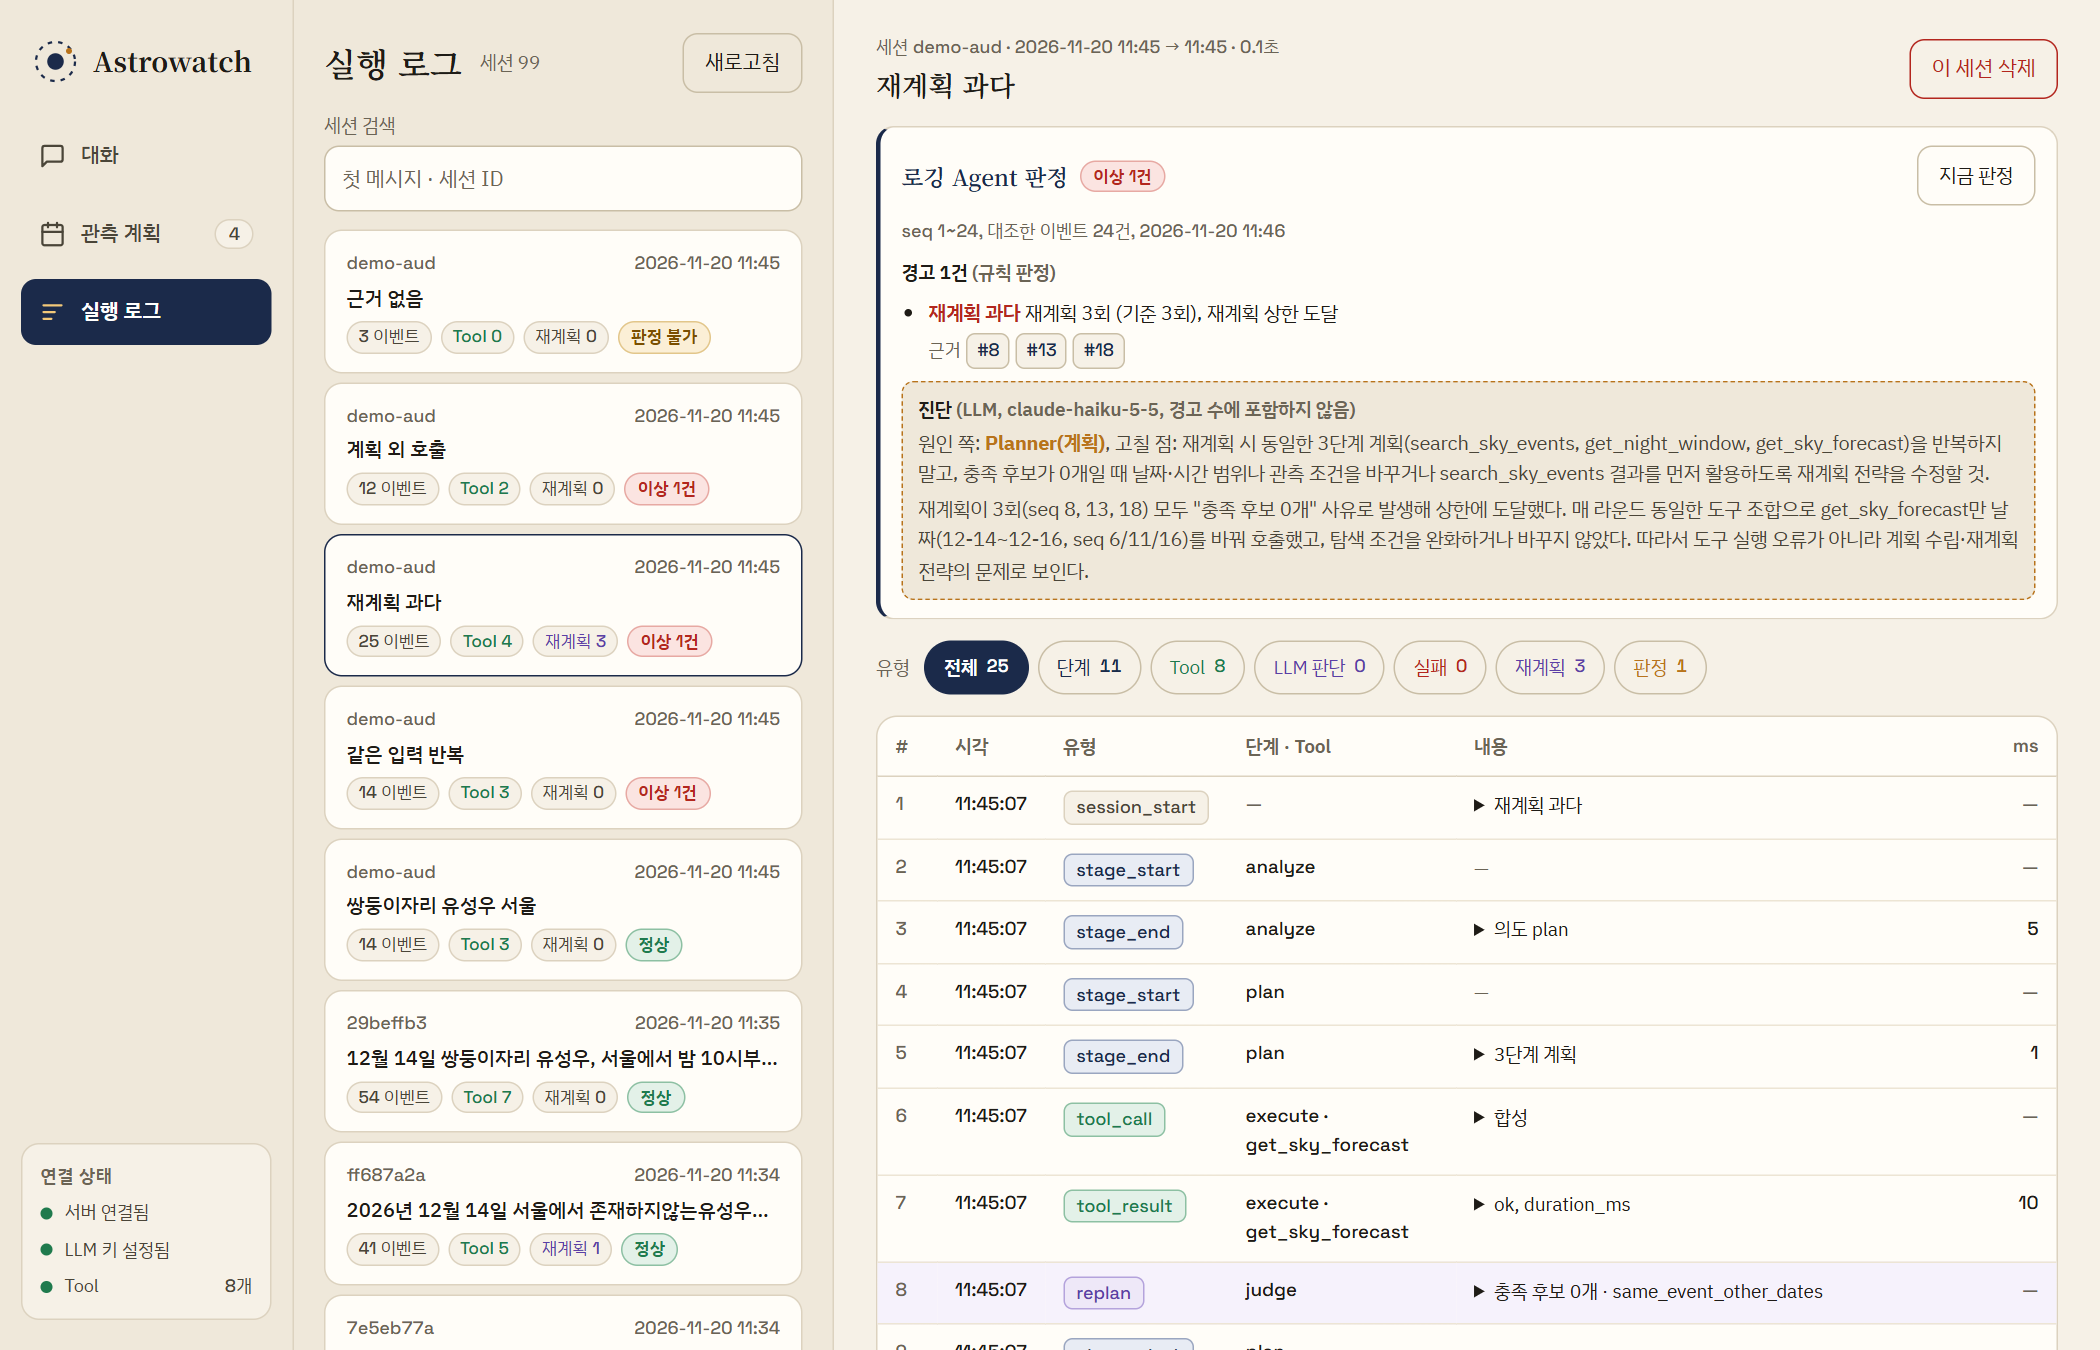 Astrowatch
대화
관측 계획 4
실행 로그
연결 상태
서버 연결됨
LLM 키 설정됨
Tool 8개
실행 로그 세션 99 새로고침
세션 검색
첫 메시지 · 세션 ID
demo-aud 2026-11-20 11:45
근거 없음
3 이벤트 Tool 0 재계획 0 판정 불가
demo-aud 2026-11-20 11:45
계획 외 호출
12 이벤트 Tool 2 재계획 0 이상 1건
demo-aud 2026-11-20 11:45
재계획 과다
25 이벤트 Tool 4 재계획 3 이상 1건
demo-aud 2026-11-20 11:45
같은 입력 반복
14 이벤트 Tool 3 재계획 0 이상 1건
demo-aud 2026-11-20 11:45
쌍둥이자리 유성우 서울
14 이벤트 Tool 3 재계획 0 정상
29beffb3 2026-11-20 11:35
12월 14일 쌍둥이자리 유성우, 서울에서 밤 10시부...
54 이벤트 Tool 7 재계획 0 정상
ff687a2a 2026-11-20 11:34
2026년 12월 14일 서울에서 존재하지않는유성우...
41 이벤트 Tool 5 재계획 1 정상
7e5eb77a 2026-11-20 11:34
세션 demo-aud · 2026-11-20 11:45 → 11:45 · 0.1초
재계획 과다
이 세션 삭제
로깅 Agent 판정 이상 1건 지금 판정
seq 1~24, 대조한 이벤트 24건, 2026-11-20 11:46
경고 1건 (규칙 판정)
재계획 과다 재계획 3회 (기준 3회), 재계획 상한 도달
근거 #8 #13 #18
진단 (LLM, claude-haiku-5-5, 경고 수에 포함하지 않음)
원인 쪽: Planner(계획), 고칠 점: 재계획 시 동일한 3단계 계획(search_sky_events, get_night_window, get_sky_forecast)을 반복하지
말고, 충족 후보가 0개일 때 날짜·시간 범위나 관측 조건을 바꾸거나 search_sky_events 결과를 먼저 활용하도록 재계획 전략을 수정할 것.
재계획이 3회(seq 8, 13, 18) 모두 "충족 후보 0개" 사유로 발생해 상한에 도달했다. 매 라운드 동일한 도구 조합으로 get_sky_forecast만 날
짜(12-14~12-16, seq 6/11/16)를 바꿔 호출했고, 탐색 조건을 완화하거나 바꾸지 않았다. 따라서 도구 실행 오류가 아니라 계획 수립·재계획
전략의 문제로 보인다.
유형 전체 25 단계 11 Tool 8 LLM 판단 0 실패 0 재계획 3 판정 1
# 시각 유형 단계 · Tool 내용 ms
1 11:45:07 session_start — ▶ 재계획 과다 —
2 11:45:07 stage_start analyze — —
3 11:45:07 stage_end analyze ▶ 의도 plan 5
4 11:45:07 stage_start plan — —
5 11:45:07 stage_end plan ▶ 3단계 계획 1
6 11:45:07 tool_call execute · ▶ 합성 —
get_sky_forecast
7 11:45:07 tool_result execute · ▶ ok, duration_ms 10
get_sky_forecast
8 11:45:07 replan judge ▶ 충족 후보 0개 · same_event_other_dates —